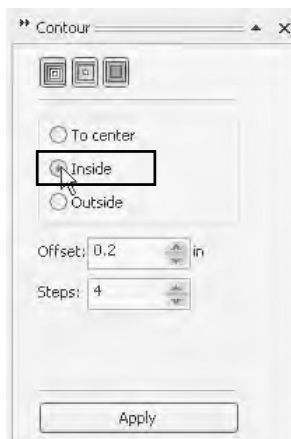 Contour
To center
Inside
Outside
Offset: 0.2 in
Steps: 4
Apply